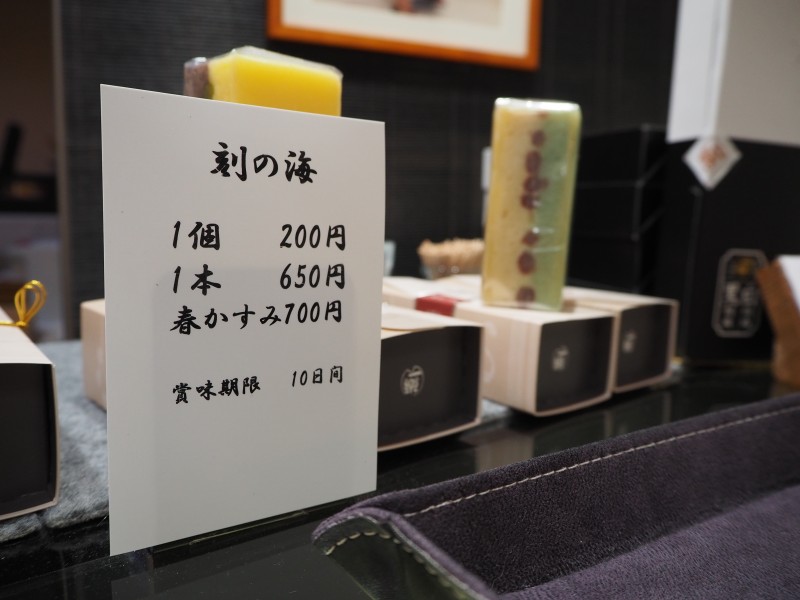 刻の海
1個 200円
1本 650円
春かすみ700円
賞味期限 10日間